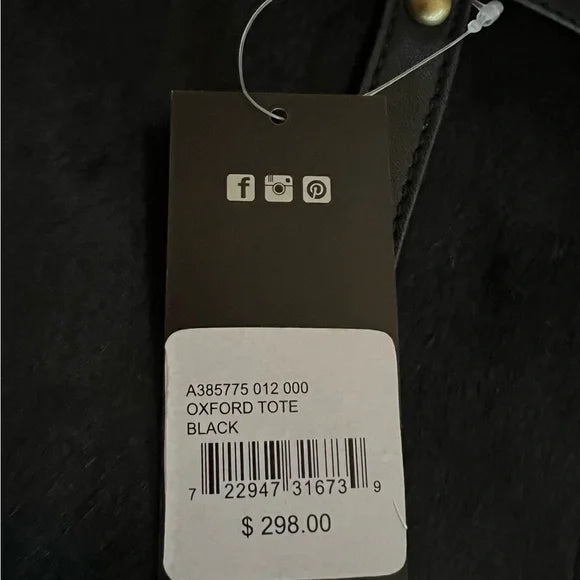 A385775 012 000
OXFORD TOTE
BLACK
7 22947 31673 9
$ 298.00